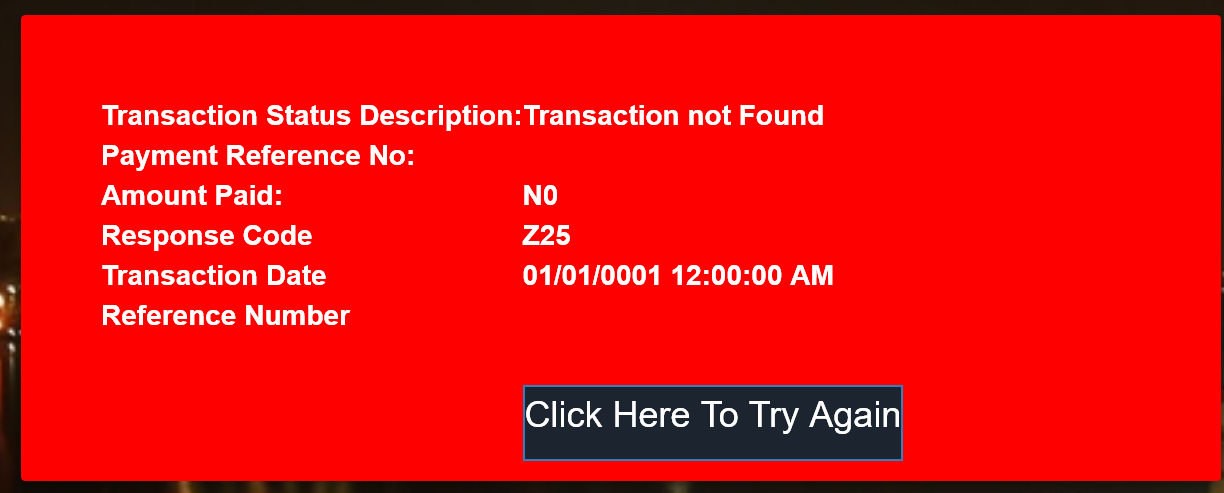 Transaction Status Description:Transaction not Found
Payment Reference No:
Amount Paid: N0
Response Code Z25
Transaction Date 01/01/0001 12:00:00 AM
Reference Number
Click Here To Try Again